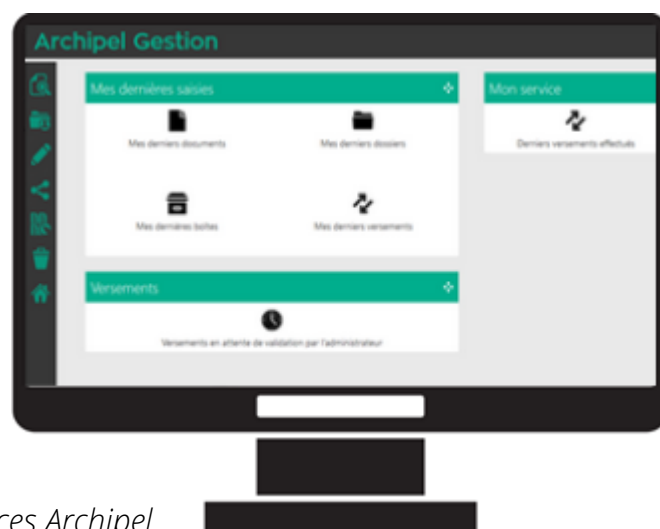 Archipel Gestion
Mes dernières saisies
Mon service
Mes derniers documents
Mes derniers dossiers
Derniers versements effectués
Mes dernières boîtes
Mes derniers versements
Versements
Versements en attente de validation par l'administrateur
ces Archipel